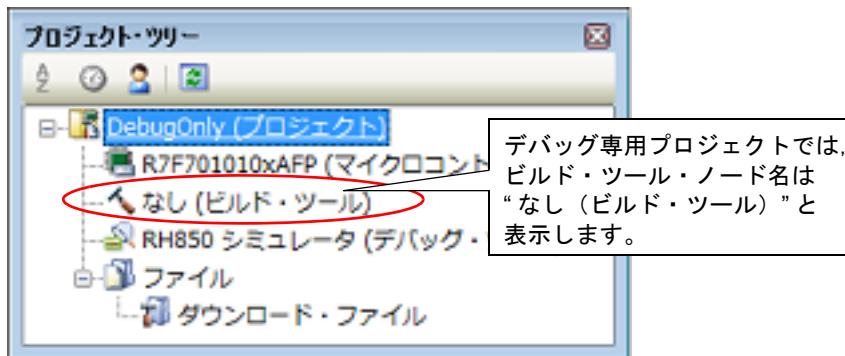 プロジェクト・ツリー
DebugOnly (プロジェクト)
R7F701010xAFP (マイクロコント
なし (ビルド・ツール)
RH850 シミュレータ (デバッグ・
ファイル
ダウンロード・ファイル
デバッグ専用プロジェクトでは,
ビルド・ツール・ノード名は
“なし（ビルド・ツール）”と
表示します。